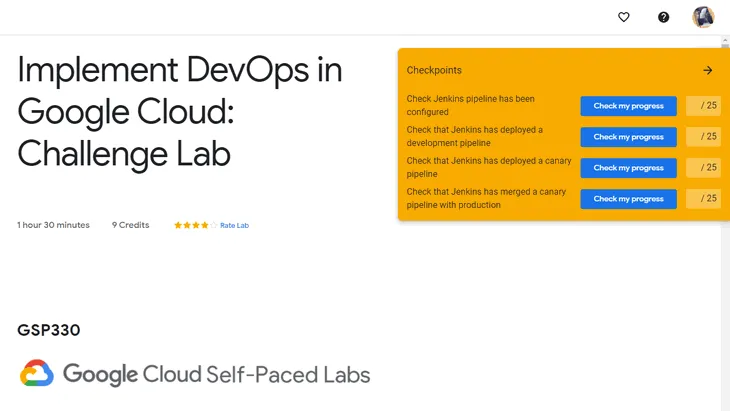 Implement DevOps in
Google Cloud:
Challenge Lab
1 hour 30 minutes 9 Credits Rate Lab
GSP330
Google Cloud Self-Paced Labs
Checkpoints
Check Jenkins pipeline has been
configured
Check my progress / 25
Check that Jenkins has deployed a
development pipeline
Check my progress / 25
Check that Jenkins has deployed a canary
pipeline
Check my progress / 25
Check that Jenkins has merged a canary
pipeline with production
Check my progress / 25